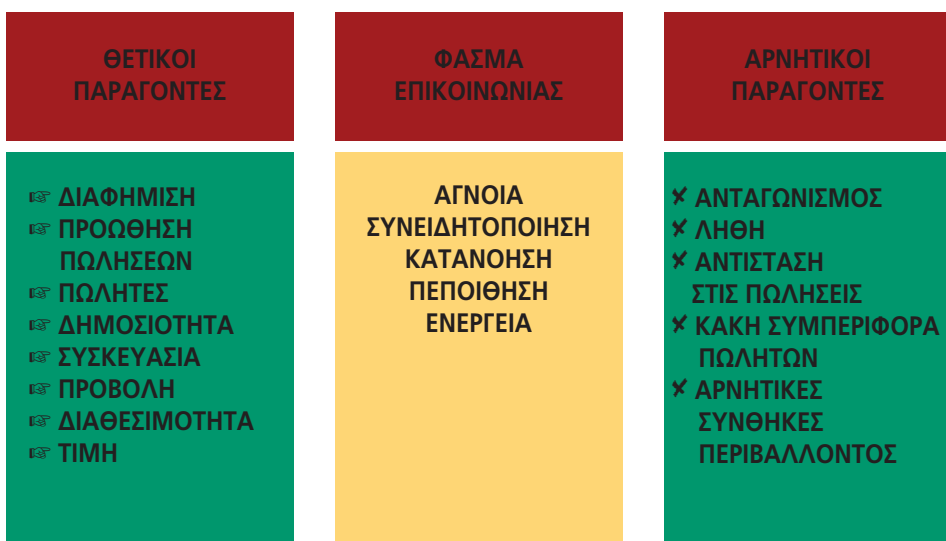 ΘΕΤΙΚΟΙ
ΠΑΡΑΓΟΝΤΕΣ
☞ ΔΙΑΦΗΜΙΣΗ
☞ ΠΡΟΩΘΗΣΗ
ΠΩΛΗΣΕΩΝ
☞ ΠΩΛΗΤΕΣ
☞ ΔΗΜΟΣΙΟΤΗΤΑ
☞ ΣΥΣΚΕΥΑΣΙΑ
☞ ΠΡΟΒΟΛΗ
☞ ΔΙΑΘΕΣΙΜΟΤΗΤΑ
☞ ΤΙΜΗ
ΦΑΣΜΑ
ΕΠΙΚΟΙΝΩΝΙΑΣ
ΑΓΝΟΙΑ
ΣΥΝΕΙΔΗΤΟΠΟΙΗΣΗ
ΚΑΤΑΝΟΗΣΗ
ΠΕΠΟΙΘΗΣΗ
ΕΝΕΡΓΕΙΑ
ΑΡΝΗΤΙΚΟΙ
ΠΑΡΑΓΟΝΤΕΣ
✘ ΑΝΤΑΓΩΝΙΣΜΟΣ
✘ ΛΗΘΗ
✘ ΑΝΤΙΣΤΑΣΗ
ΣΤΙΣ ΠΩΛΗΣΕΙΣ
✘ ΚΑΚΗ ΣΥΜΠΕΡΙΦΟΡΑ
ΠΩΛΗΤΩΝ
✘ ΑΡΝΗΤΙΚΕΣ
ΣΥΝΘΗΚΕΣ
ΠΕΡΙΒΑΛΛΟΝΤΟΣ